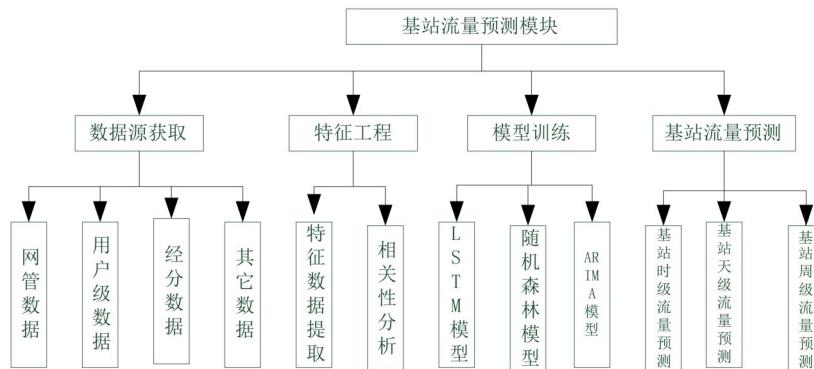 基站流量预测模块
数据源获取
特征工程
模型训练
基站流量预测
网管数据
用户级数据
经分数据
其它数据
特征数据提取
相关性分析
LSTM模型
随机森林模型
ARIMA模型
基站时级流量预测
基站天级流量预测
基站周级流量预测